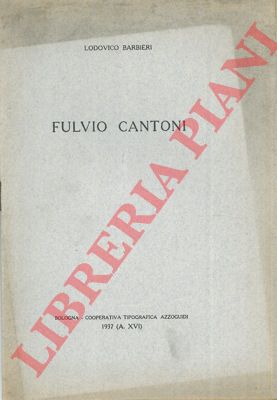 LODOVICO BARBIERI
FULVIO CANTONI
BOLOGNA - COOPERATIVA TIPOGRAFICA AZZOGUIDI
1937 (A. XVI)
LIBRERIA PIANI